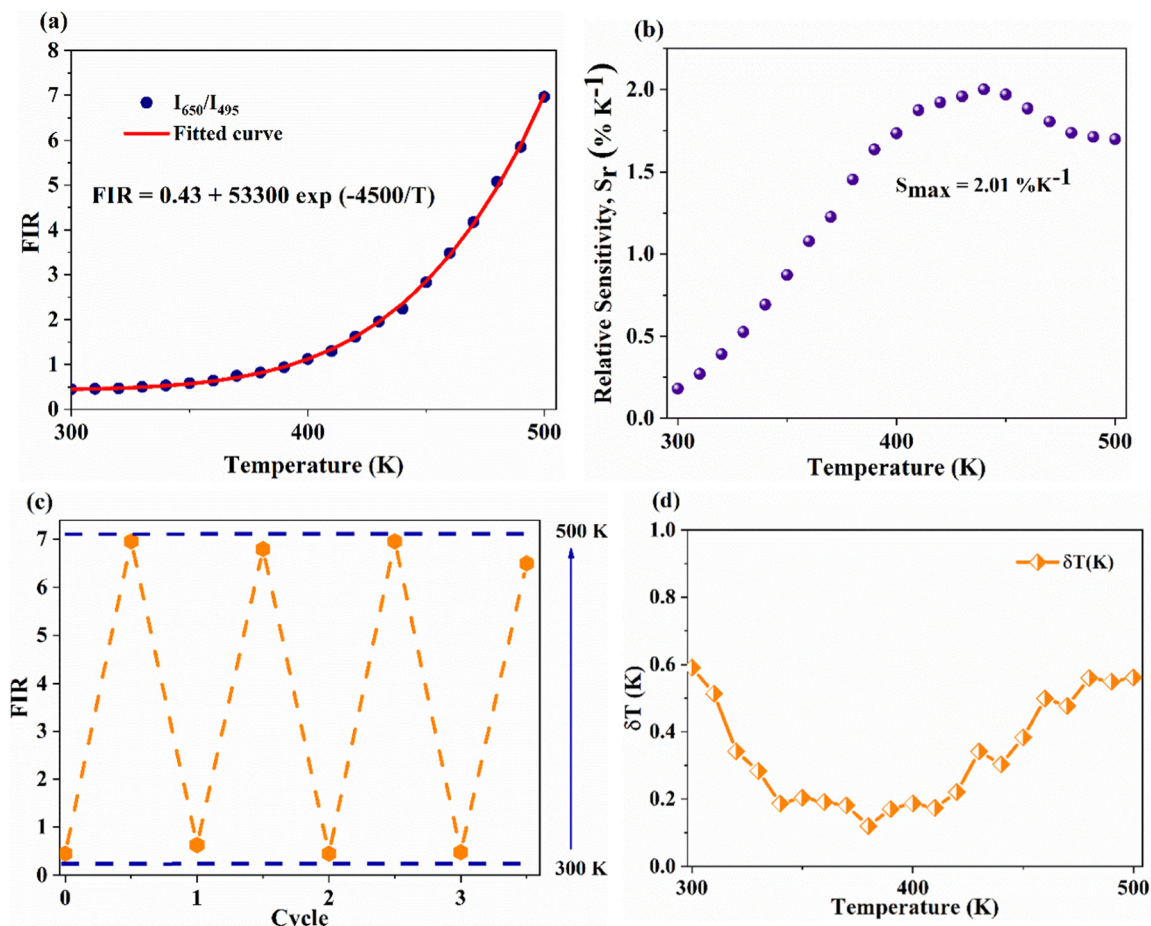 (a)
8
7
6
5
4
3
2
1
0
FIR
I650/I495
Fitted curve
FIR = 0.43 + 53300 exp (-4500/T)
300
400
500
Temperature (K)
(b)
2.0
1.5
1.0
0.5
0.0
Relative Sensitivity, Sr (% K-1)
Smax = 2.01 %K-1
300
400
500
Temperature (K)
(c)
7
6
5
4
3
2
1
0
FIR
500 K
300 K
0
1
2
3
Cycle
(d)
1.0
0.8
0.6
0.4
0.2
0.0
δT (K)
δT(K)
300
400
500
Temperature (K)